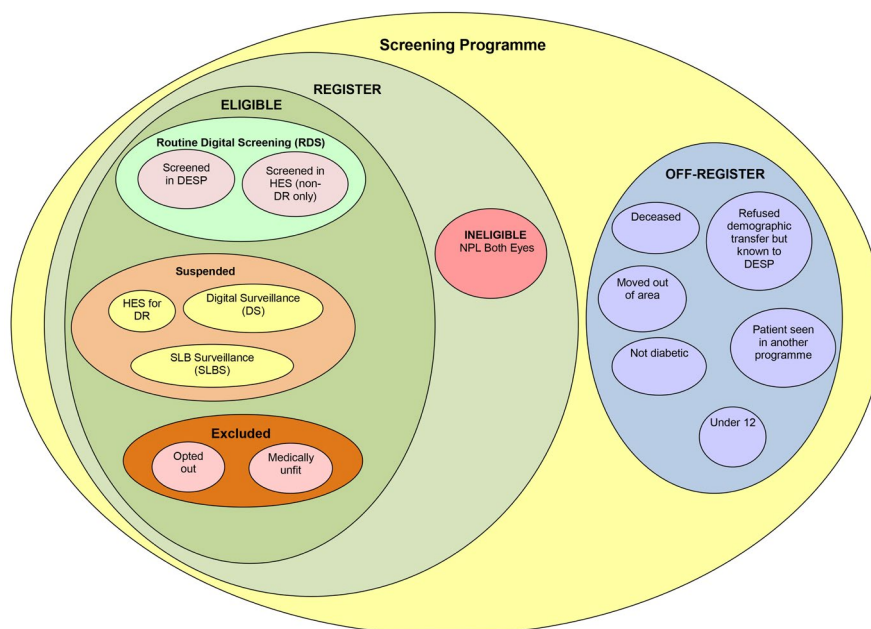 Screening Programme
REGISTER
ELIGIBLE
Routine Digital Screening (RDS)
Screened
in DESP
Screened in
HES (non-
DR only)
Suspended
HES for
DR
Digital Surveillance
(DS)
SLB Surveillance
(SLBS)
Excluded
Opted
out
Medically
unfit
INELIGIBLE
NPL Both Eyes
OFF-REGISTER
Deceased
Refused
demographic
transfer but
known to
DESP
Moved out
of area
Not diabetic
Patient seen
in another
programme
Under 12